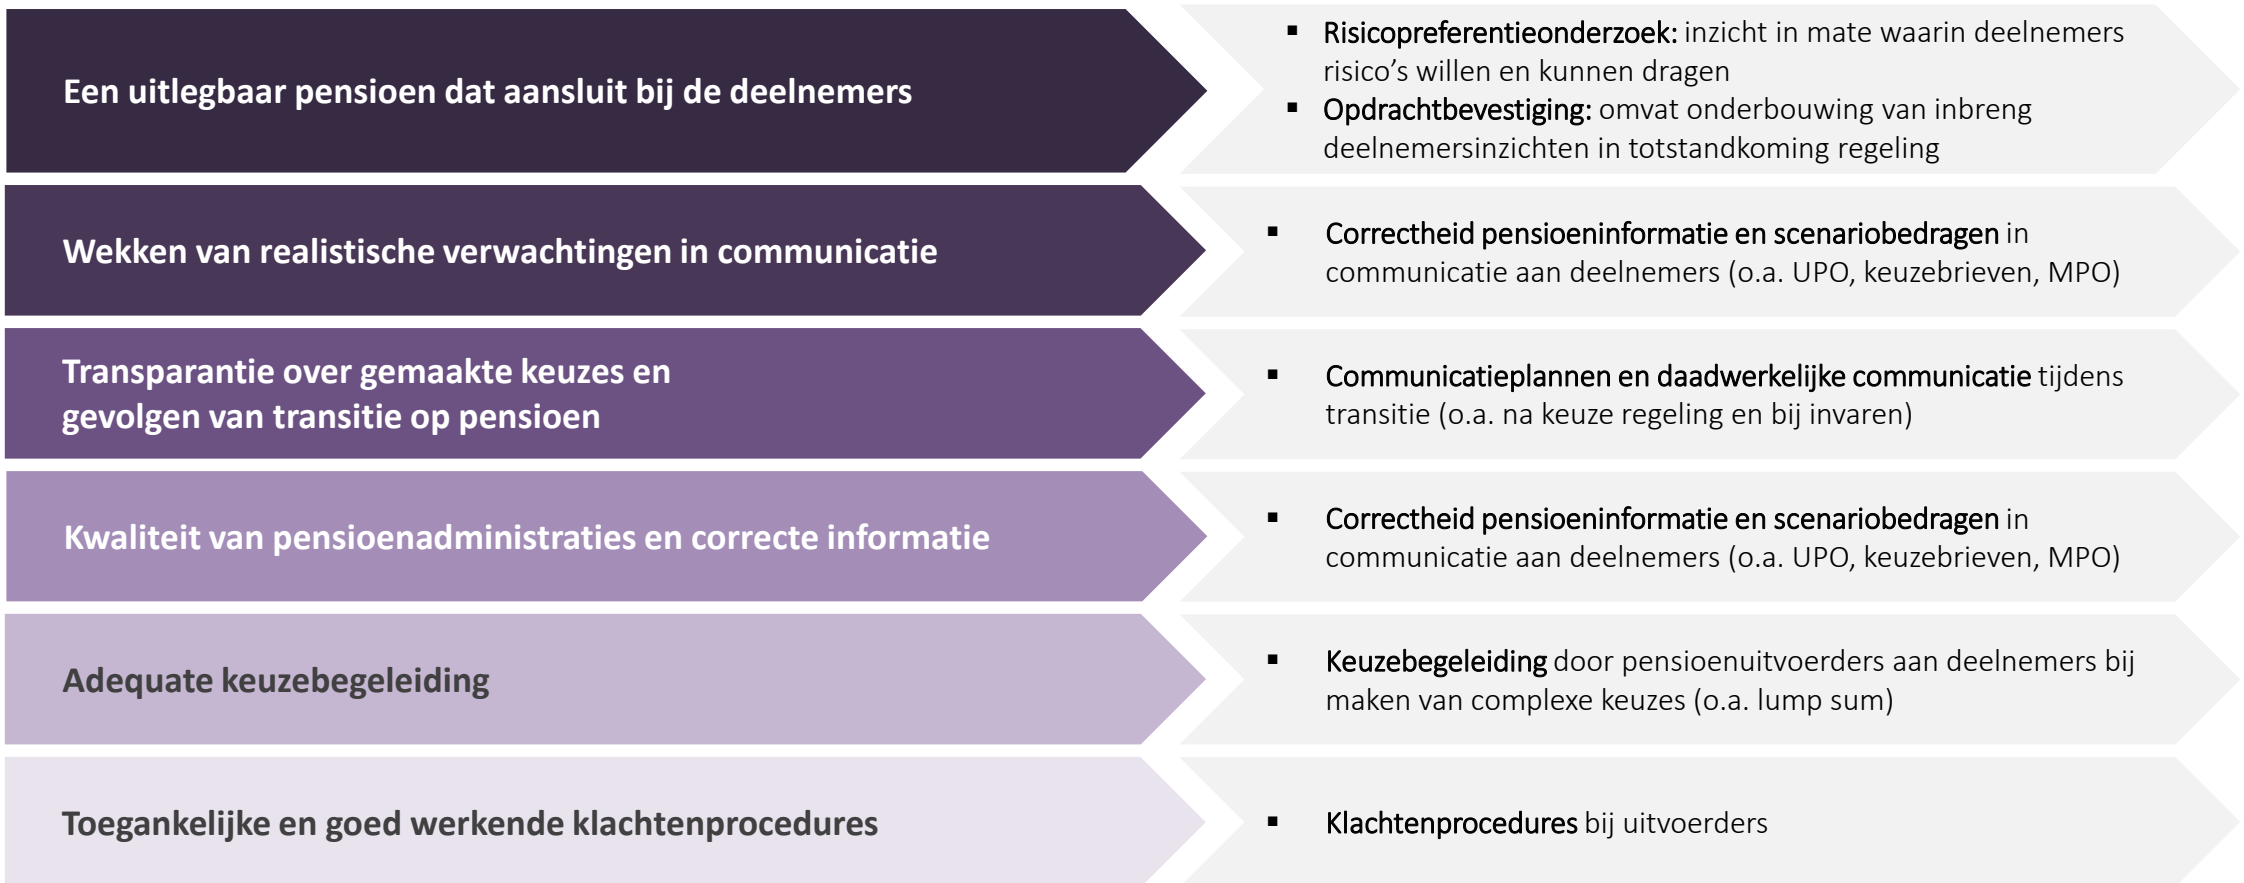 Een uitlegbaar pensioen dat aansluit bij de deelnemers
▪ Risicopreferentieonderzoek: inzicht in mate waarin deelnemers
risico's willen en kunnen dragen
▪ Opdrachtbevestiging: omvat onderbouwing van inbreng
deelnemersinzichten in totstandkoming regeling
Wekken van realistische verwachtingen in communicatie
▪ Correctheid pensioeninformatie en scenariobedragen in
communicatie aan deelnemers (o.a. UPO, keuzebrieven, MPO)
Transparantie over gemaakte keuzes en
gevolgen van transitie op pensioen
▪ Communicatieplannen en daadwerkelijke communicatie tijdens
transitie (o.a. na keuze regeling en bij invaren)
Kwaliteit van pensioenadministraties en correcte informatie
▪ Correctheid pensioeninformatie en scenariobedragen in
communicatie aan deelnemers (o.a. UPO, keuzebrieven, MPO)
Adequate keuzebegeleiding
▪ Keuzebegeleiding door pensioenuitvoerders aan deelnemers bij
maken van complexe keuzes (o.a. lump sum)
Toegankelijke en goed werkende klachtenprocedures
▪ Klachtenprocedures bij uitvoerders